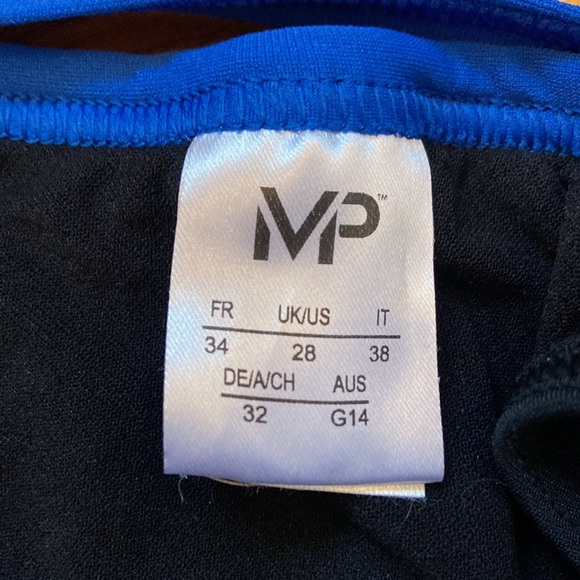 MP™
FR UK/US IT
34 28 38
DE/A/CH AUS
32 G14